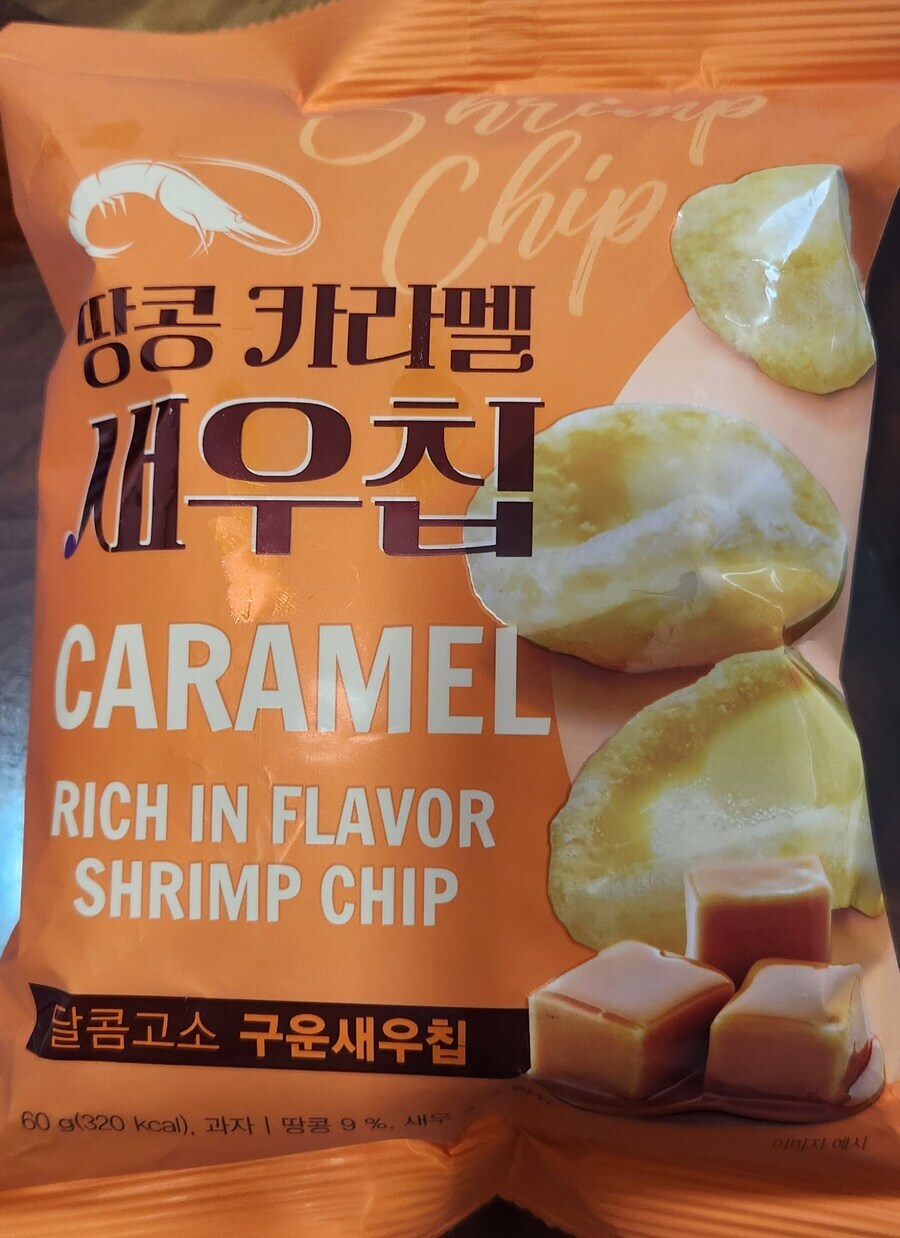 Shrimp
Chip
땅콩 카라멜
새우칩
CARAMEL
RICH IN FLAVOR
SHRIMP CHIP
달콤고소 구운새우칩
60 g(320 kcal), 과자 | 땅콩 9 %, 새우
이미지 예시